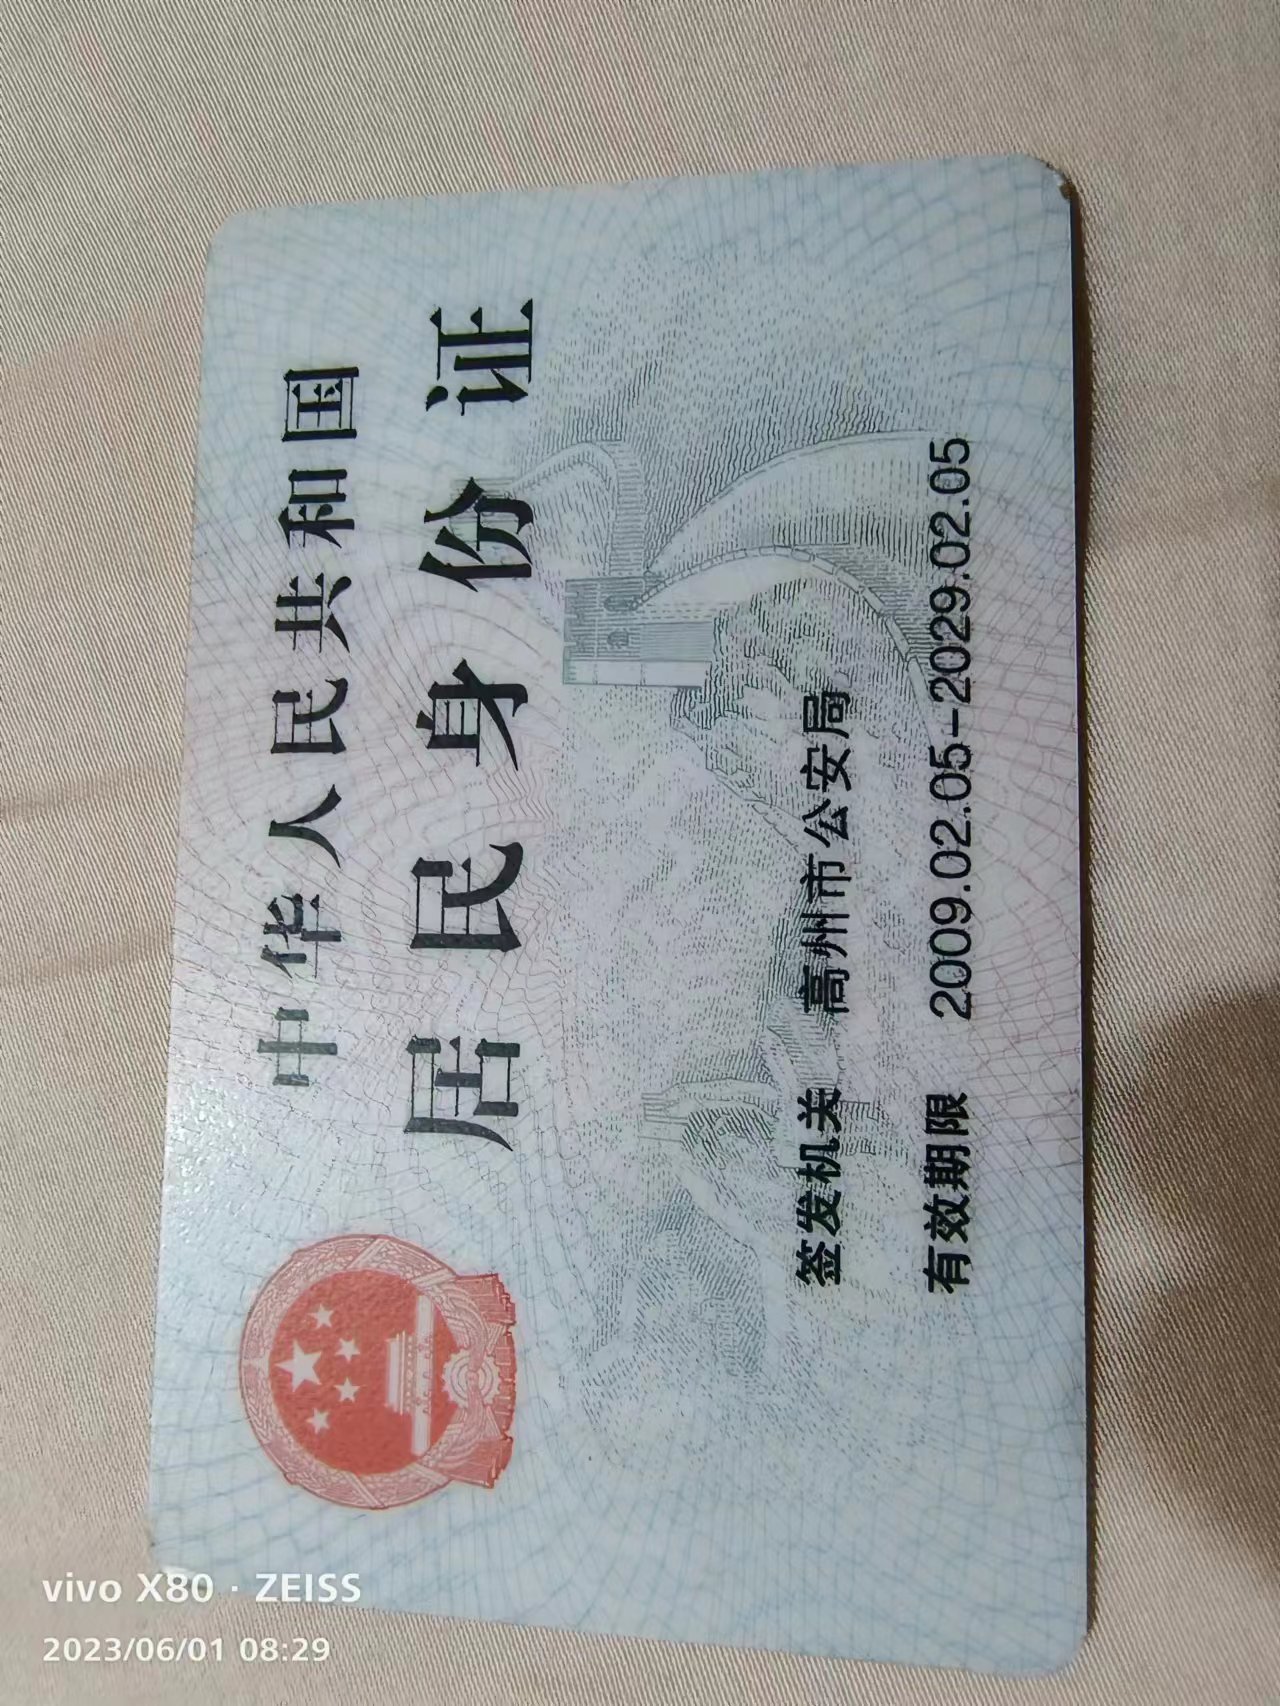 中华人民共和国
居民身份证
签发机关 高州市公安局
有效期限 2009.02.05-2029.02.05
vivo X80 · ZEISS
2023/06/01 08:29